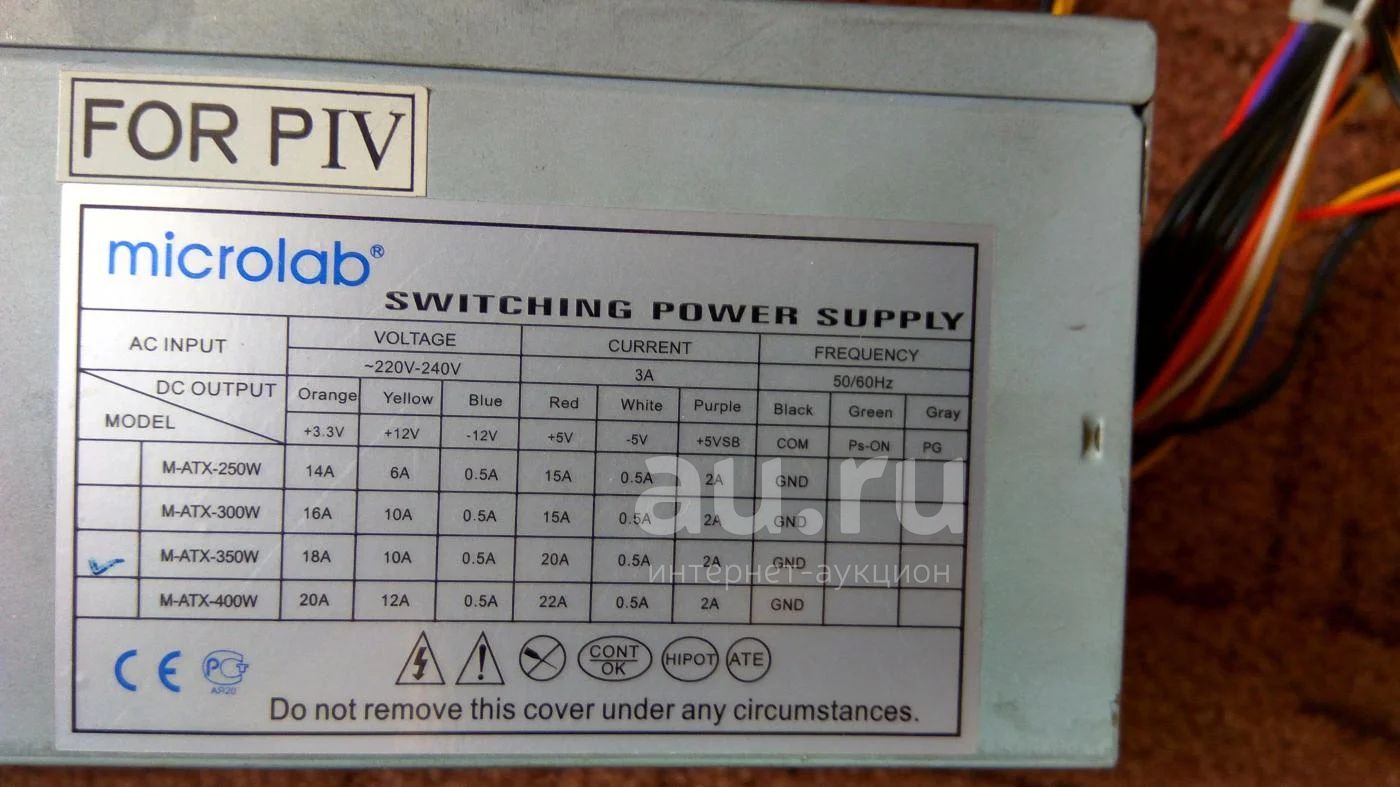 FOR PIV
microlab®
SWITCHING POWER SUPPLY
AC INPUT VOLTAGE CURRENT FREQUENCY
~220V-240V 3A 50/60Hz
DC OUTPUT Orange Yellow Blue Red White Purple Black Green Gray
MODEL +3.3V +12V -12V +5V -5V +5VSB COM Ps-ON PG
M-ATX-250W 14A 6A 0.5A 15A 0.5A 2A GND
M-ATX-300W 16A 10A 0.5A 15A 0.5A 2A GND
M-ATX-350W 18A 10A 0.5A 20A 0.5A 2A GND
M-ATX-400W 20A 12A 0.5A 22A 0.5A 2A GND
au.ru
интернет-аукцион
CE РСТ CONT OK HIPOT ATE
АЯ20
Do not remove this cover under any circumstances.